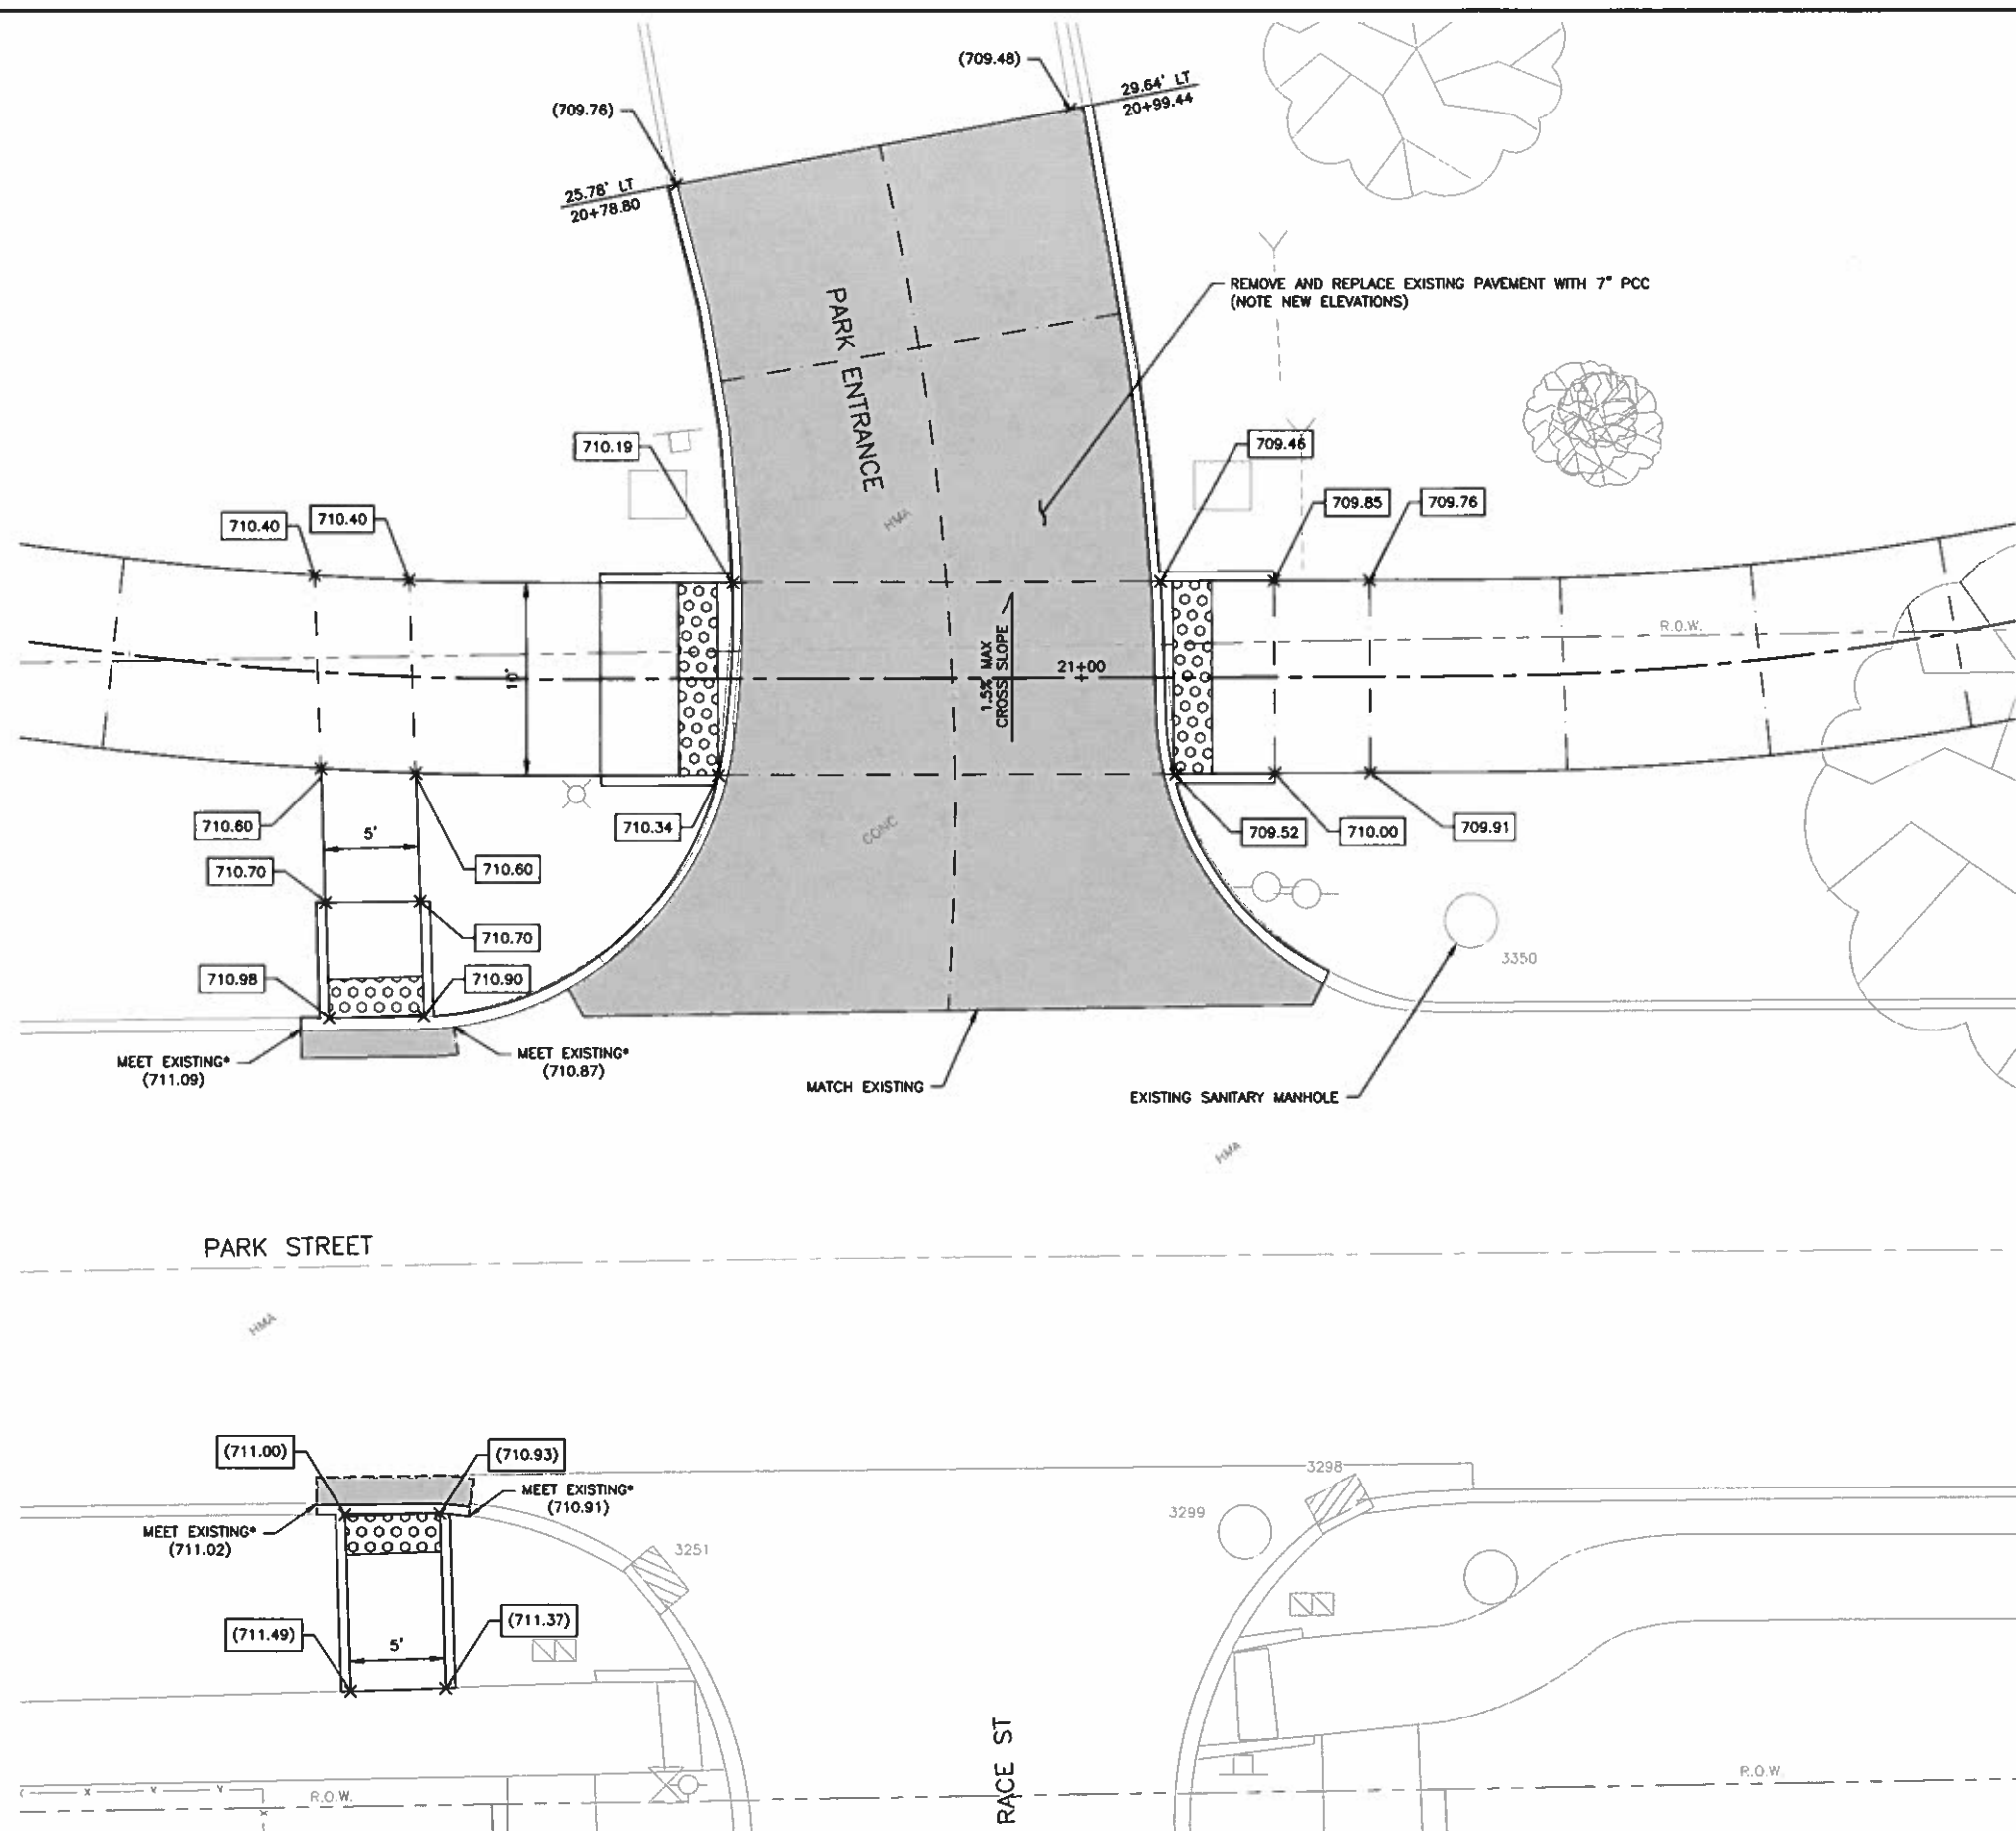 (709.48)
29.64' LT
20+99.44
(709.76)
25.78' LT
20+78.80
REMOVE AND REPLACE EXISTING PAVEMENT WITH 7" PCC
(NOTE NEW ELEVATIONS)
PARK ENTRANCE
710.19
709.46
710.40
710.40
709.85
709.76
HMA
R.O.W.
10'
1.5% MAX
CROSS SLOPE
21+00
710.60
5'
710.34
CONC
709.52
710.00
709.91
710.70
710.60
710.70
710.98
710.90
3350
MEET EXISTING*
(711.09)
MEET EXISTING*
(710.87)
MATCH EXISTING
EXISTING SANITARY MANHOLE
HMA
PARK STREET
HMA
(711.00)
(710.93)
MEET EXISTING*
(710.91)
MEET EXISTING*
(711.02)
3298
3299
3251
(711.49)
5'
(711.37)
RACE ST
R.O.W.
R.O.W.